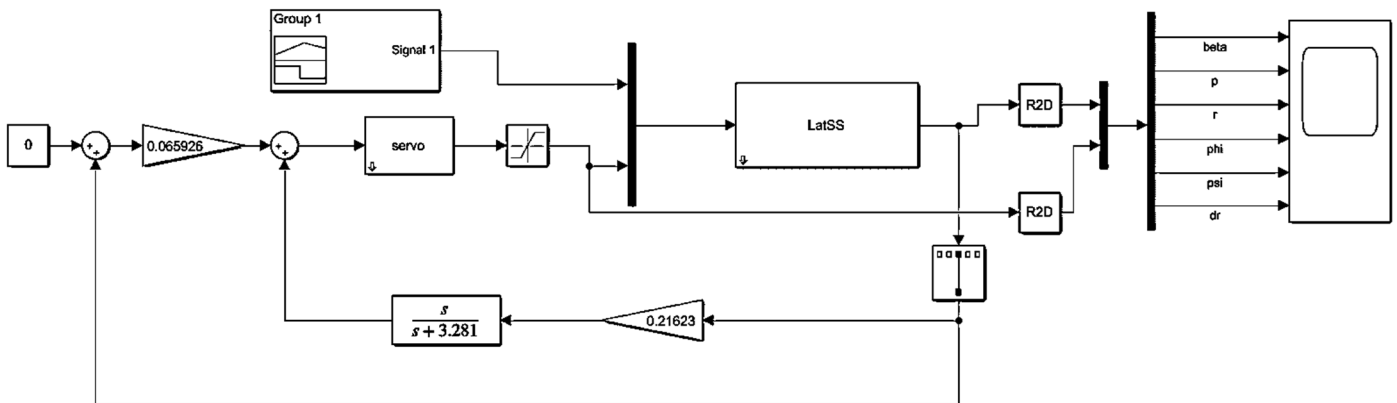 Group 1
Signal 1
0
+
+
0.065926
+
+
servo
LatSS
R2D
R2D
beta
p
r
phi
psi
dr
s
s + 3.281
0.21623